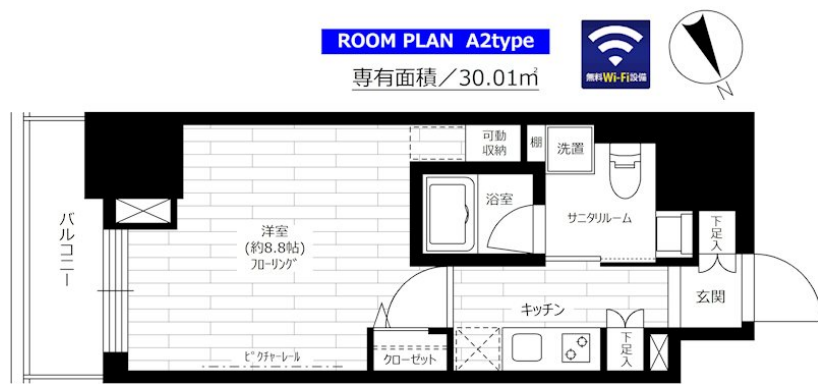 ROOM PLAN A2type
専有面積／30.01㎡
無料Wi-Fi設備
N
可動
収納
棚
洗置
下足入
浴室
サニタリルーム
バルコニー
洋室
(約8.8帖)
フローリング
キッチン
玄関
ピクチャーレール
クローゼット
下足入